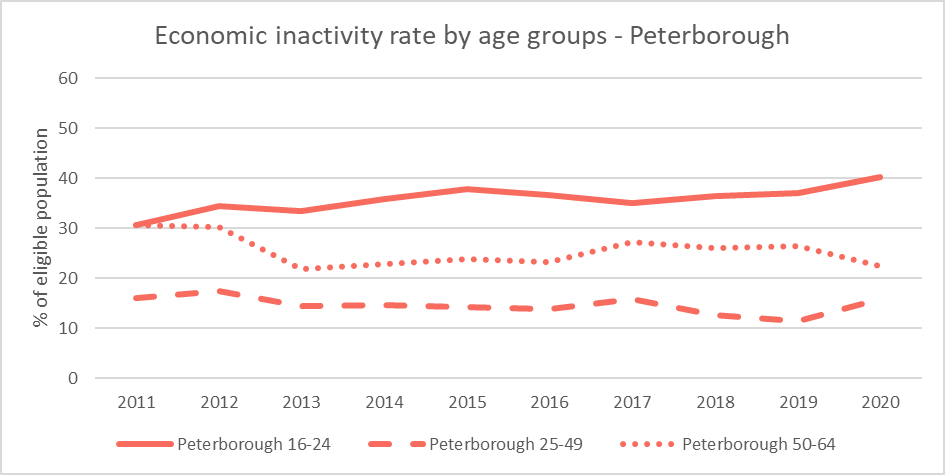 Economic inactivity rate by age groups - Peterborough
% of eligible population
60
50
40
30
20
10
0
2011 2012 2013 2014 2015 2016 2017 2018 2019 2020
Peterborough 16-24 Peterborough 25-49 Peterborough 50-64